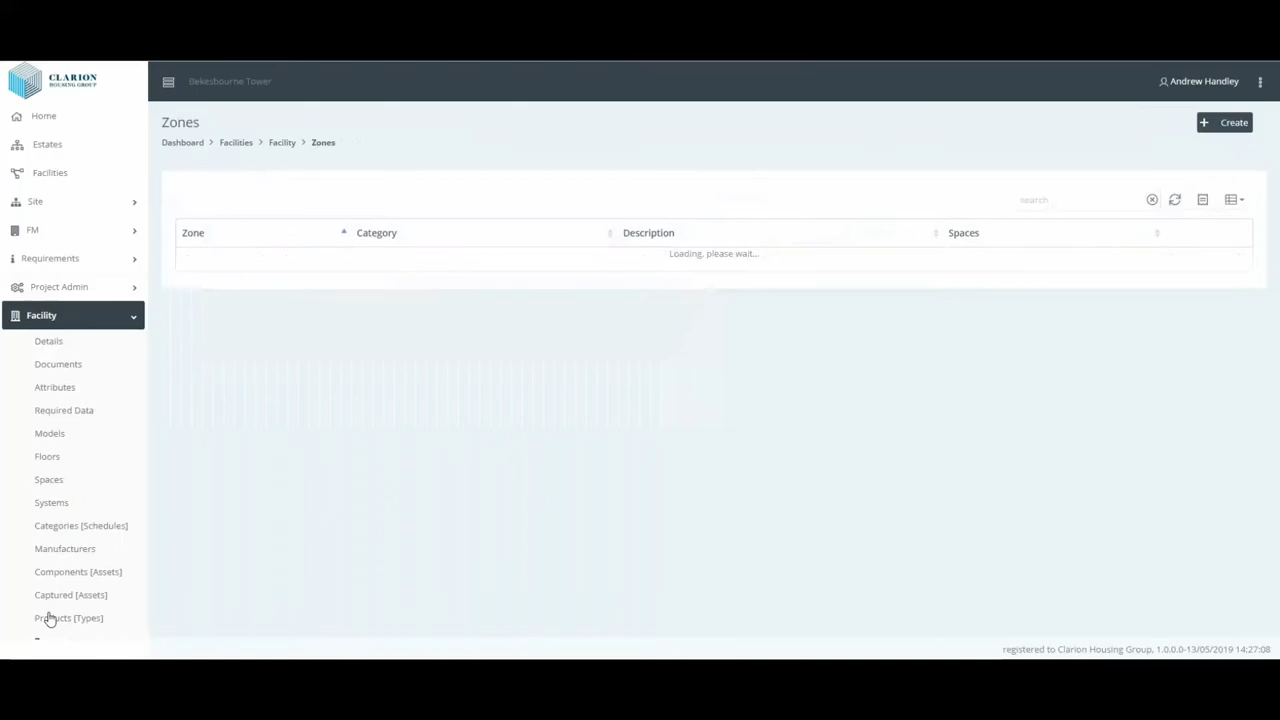 CLARION
HOUSING GROUP
Bekesbourne Tower
Andrew Handley
Home
Estates
Facilities
Site
FM
Requirements
Project Admin
Facility
Details
Documents
Attributes
Required Data
Models
Floors
Spaces
Systems
Categories [Schedules]
Manufacturers
Components [Assets]
Captured [Assets]
Products [Types]
Zones
+ Create
Dashboard > Facilities > Facility > Zones
search
Zone Category Description Spaces
Loading, please wait...
registered to Clarion Housing Group, 1.0.0.0-13/05/2019 14:27:08